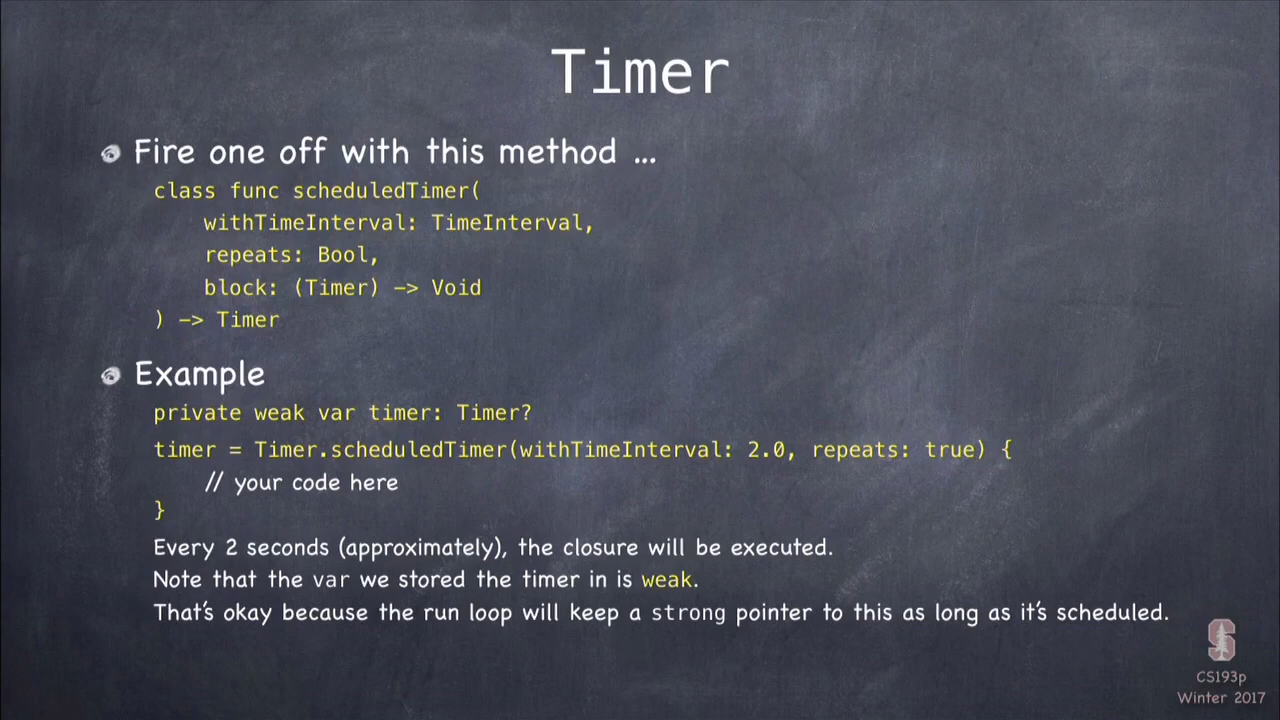 Timer
Fire one off with this method ...
class func scheduledTimer(
withTimeInterval: TimeInterval,
repeats: Bool,
block: (Timer) -> Void
) -> Timer
Example
private weak var timer: Timer?
timer = Timer.scheduledTimer(withTimeInterval: 2.0, repeats: true) {
// your code here
}
Every 2 seconds (approximately), the closure will be executed.
Note that the var we stored the timer in is weak.
That's okay because the run loop will keep a strong pointer to this as long as it's scheduled.
S
CS193p
Winter 2017